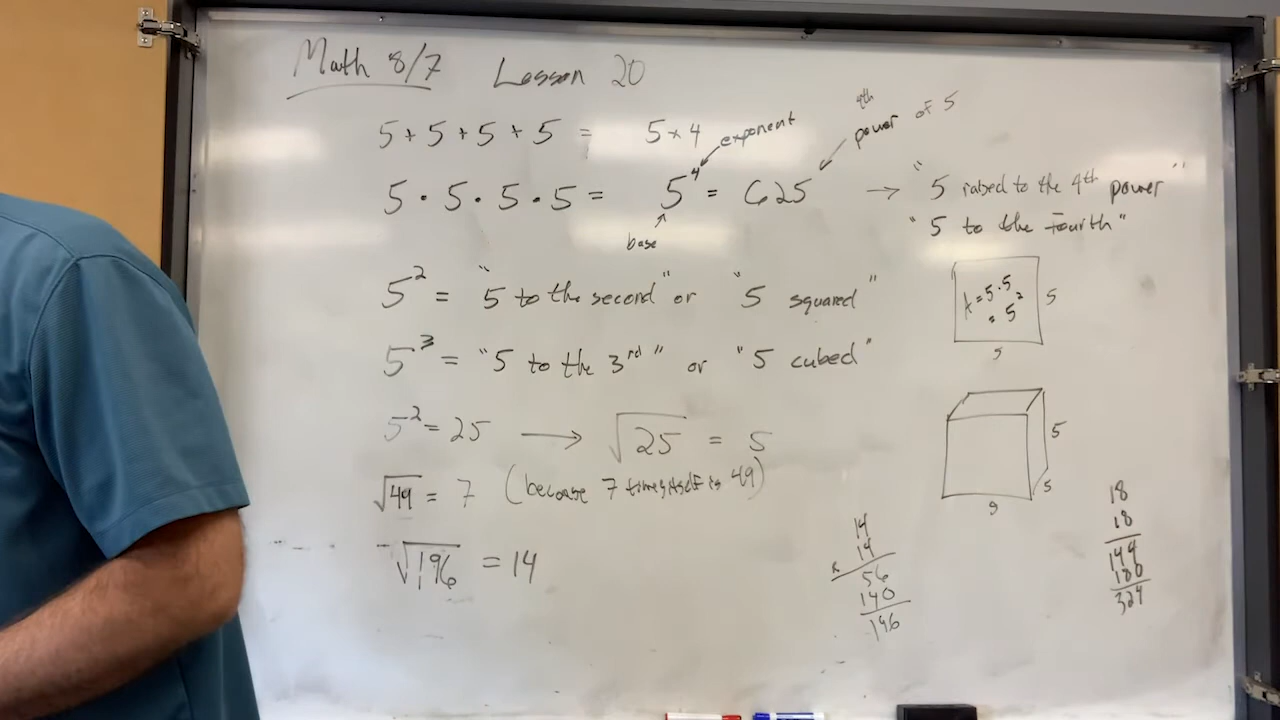 Math 8/7 Lesson 20
5 + 5 + 5 + 5 = 5 × 4
exponent
4th power of 5
5 · 5 · 5 · 5 = 5⁴ = 625 → "5 raised to the 4th power"
"5 to the fourth"
base
5² = "5 to the second" or "5 squared"
A = 5·5
= 5²
5
5
5³ = "5 to the 3rd" or "5 cubed"
5² = 25 → √25 = 5
5
5
√49 = 7 (because 7 times itself is 49)
√196 = 14
14
x 14
56
140
196
18
18
144
180
324